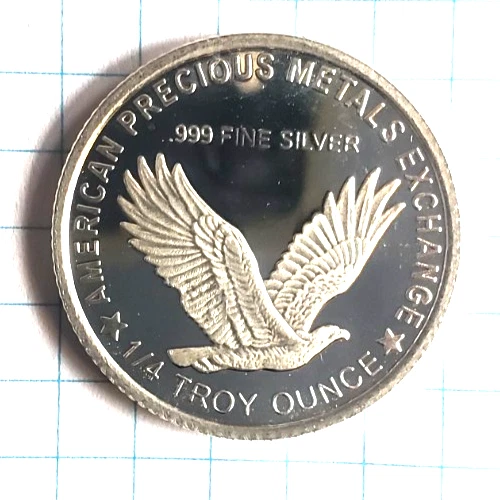 AMERICAN PRECIOUS METALS EXCHANGE
.999 FINE SILVER
1/4 TROY OUNCE